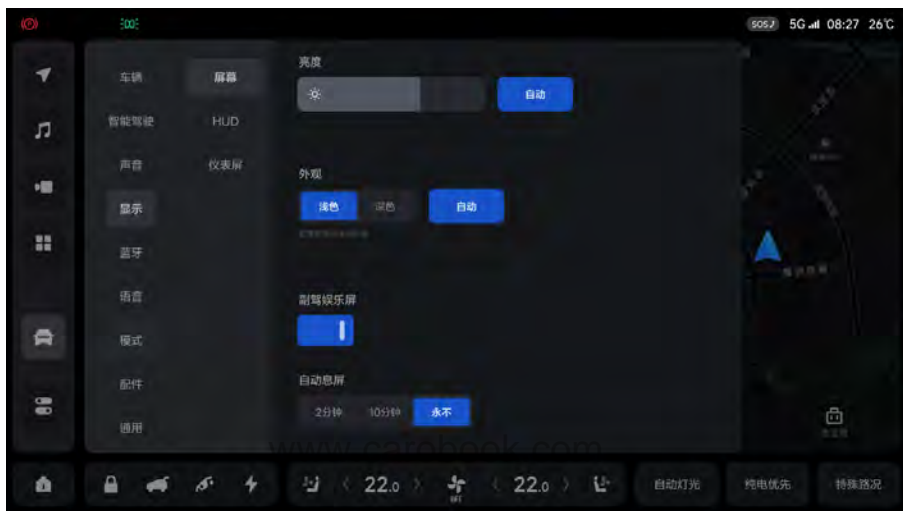 SOS 5G 08:27 26℃
车辆
智能驾驶
声音
显示
蓝牙
语音
模式
配件
通用
屏幕
HUD
仪表屏
亮度
自动
外观
浅色 深色 自动
副驾娱乐屏
自动息屏
2分钟 10分钟 永不
www.carobook.com
22.0 OFF 22.0
自动灯光 纯电优先 特殊路况